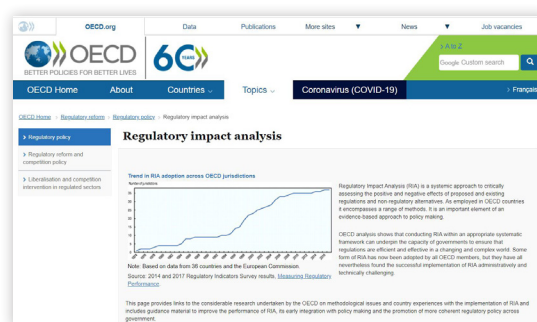 OECD.org Data Publications More sites ▼ News ▼ Job vacancies
OECD
BETTER POLICIES FOR BETTER LIVES
60 YEARS
> A to Z
Google Custom search
OECD Home About Countries Topics Coronavirus (COVID-19) > Français
OECD Home › Regulatory reform › Regulatory policy › Regulatory impact analysis
> Regulatory policy
> Regulatory reform and
competition policy
> Liberalisation and competition
intervention in regulated sectors
Regulatory impact analysis
Trend in RIA adoption across OECD jurisdictions
Number of jurisdictions
Note: Based on data from 36 countries and the European Commission.
Source: 2014 and 2017 Regulatory Indicators Survey results, Measuring Regulatory
Performance
Regulatory Impact Analysis (RIA) is a systemic approach to critically
assessing the positive and negative effects of proposed and existing
regulations and non-regulatory alternatives. As employed in OECD countries
it encompasses a range of methods. It is an important element of an
evidence-based approach to policy making.
OECD analysis shows that conducting RIA within an appropriate systematic
framework can underpin the capacity of governments to ensure that
regulations are efficient and effective in a changing and complex world. Some
form of RIA has now been adopted by all OECD members, but they have all
nevertheless found the successful implementation of RIA administratively and
technically challenging.
This page provides links to the considerable research undertaken by the OECD on methodological issues and country experiences with the implementation of RIA and
includes guidance material to improve the performance of RIA, its early integration with policy making and the promotion of more coherent regulatory policy across
government.